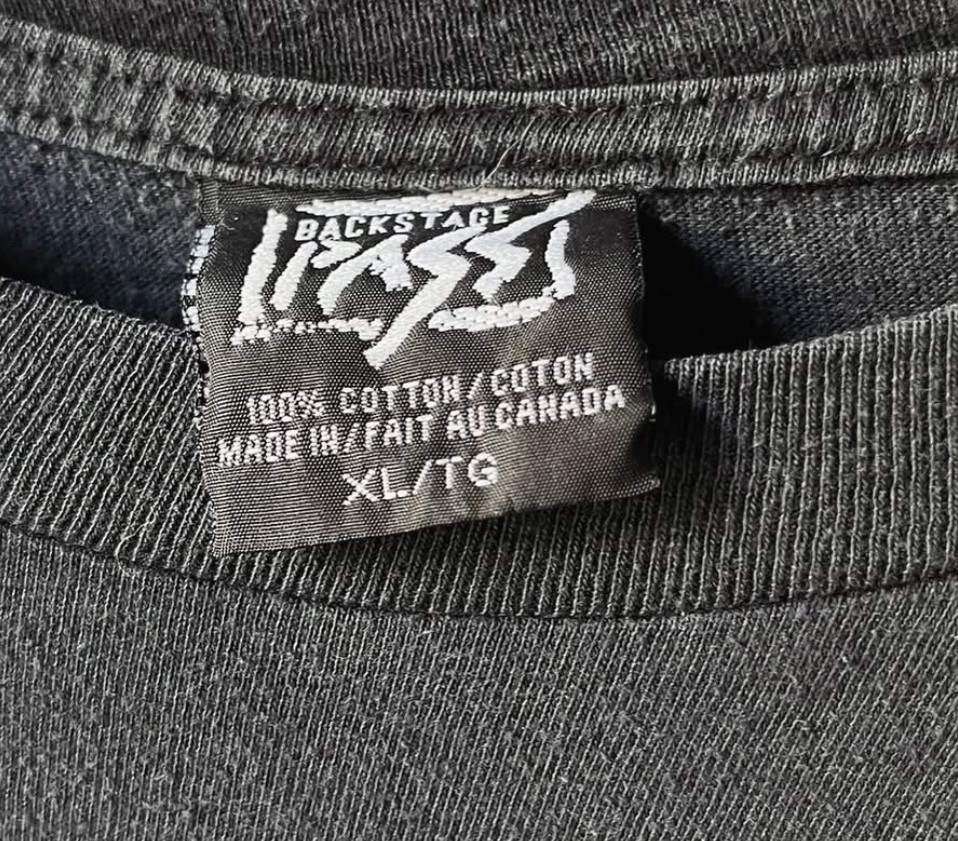 BACKSTAGE
PASS
100% COTTON/COTON
MADE IN/FAIT AU CANADA
XL/TG